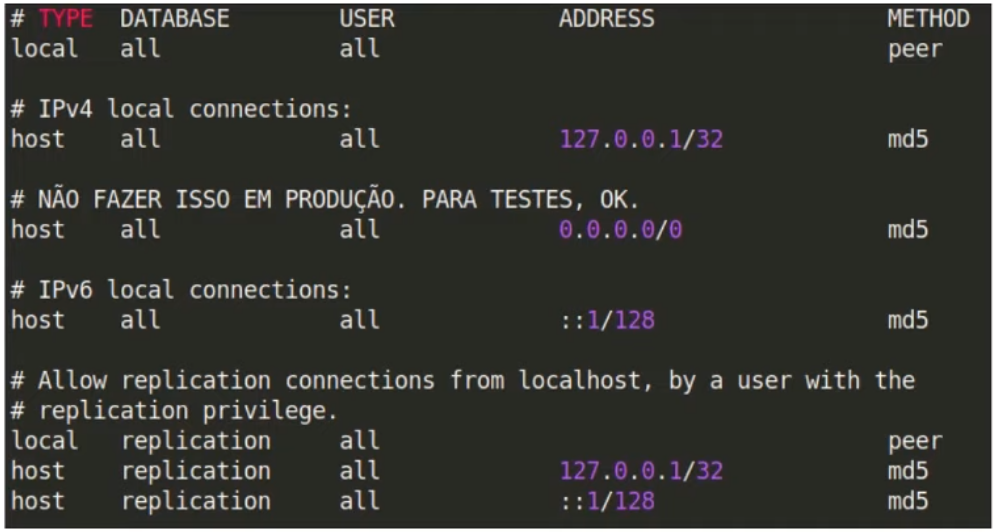 # TYPE DATABASE USER ADDRESS METHOD
local all all peer
# IPv4 local connections:
host all all 127.0.0.1/32 md5
# NÃO FAZER ISSO EM PRODUÇÃO. PARA TESTES, OK.
host all all 0.0.0.0/0 md5
# IPv6 local connections:
host all all ::1/128 md5
# Allow replication connections from localhost, by a user with the
# replication privilege.
local replication all peer
host replication all 127.0.0.1/32 md5
host replication all ::1/128 md5